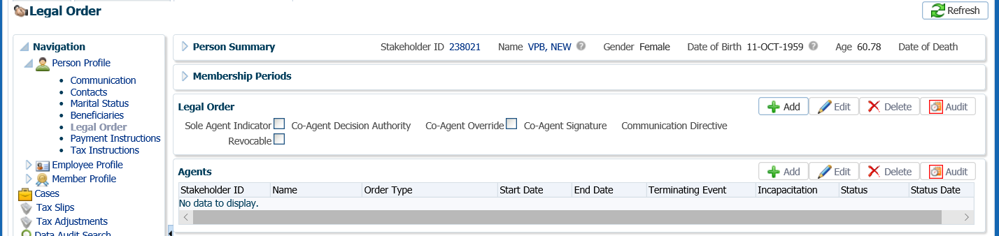 Legal Order
Refresh
Navigation
Person Profile
Communication
Contacts
Marital Status
Beneficiaries
Legal Order
Payment Instructions
Tax Instructions
Employee Profile
Member Profile
Cases
Tax Slips
Tax Adjustments
Data Audit Search
Person Summary Stakeholder ID 238021 Name VPB, NEW Gender Female Date of Birth 11-OCT-1959 Age 60.78 Date of Death
Membership Periods
Legal Order Add Edit Delete Audit
Sole Agent Indicator Co-Agent Decision Authority Co-Agent Override Co-Agent Signature Communication Directive
Revocable
Agents Add Edit Delete Audit
Stakeholder ID Name Order Type Start Date End Date Terminating Event Incapacitation Status Status Date
No data to display.